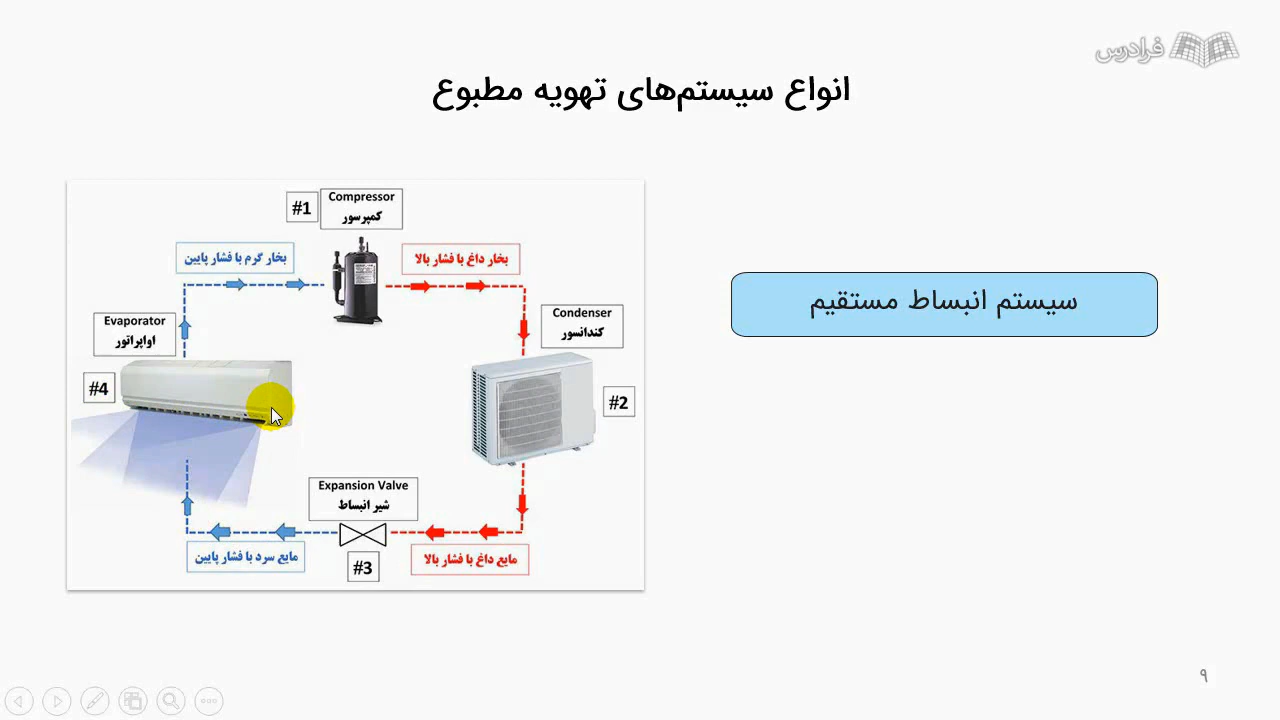 فرادرس
انواع سیستم‌های تهویه مطبوع
سیستم انبساط مستقیم
#1
Compressor
کمپرسور
بخار گرم با فشار پایین
بخار داغ با فشار بالا
Condenser
کندانسور
#2
Evaporator
اواپراتور
#4
Expansion Valve
شیر انبساط
#3
مایع سرد با فشار پایین
مایع داغ با فشار بالا
۹